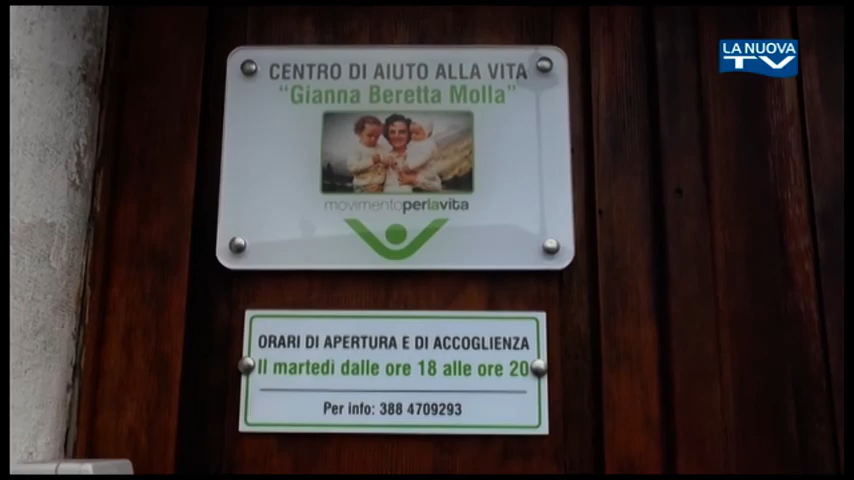 LA NUOVA
TV
CENTRO DI AIUTO ALLA VITA
“Gianna Beretta Molla”
movimentoperlavita
ORARI DI APERTURA E DI ACCOGLIENZA
Il martedì dalle ore 18 alle ore 20
Per info: 388 4709293